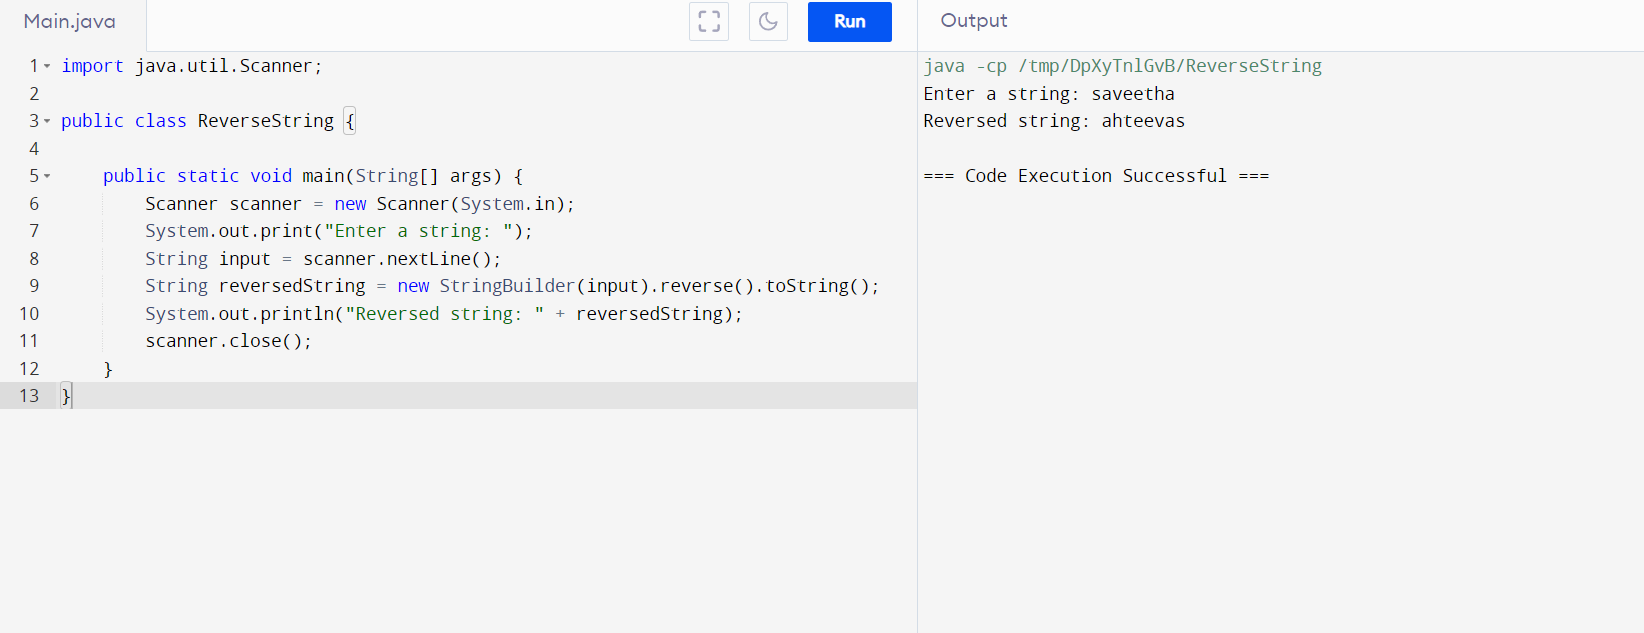 Main.java
Run
Output
1 import java.util.Scanner;
2
3 public class ReverseString {
4
5     public static void main(String[] args) {
6         Scanner scanner = new Scanner(System.in);
7         System.out.print("Enter a string: ");
8         String input = scanner.nextLine();
9         String reversedString = new StringBuilder(input).reverse().toString();
10         System.out.println("Reversed string: " + reversedString);
11         scanner.close();
12     }
13 }
java -cp /tmp/DpXyTnlGvB/ReverseString
Enter a string: saveetha
Reversed string: ahteevas
=== Code Execution Successful ===